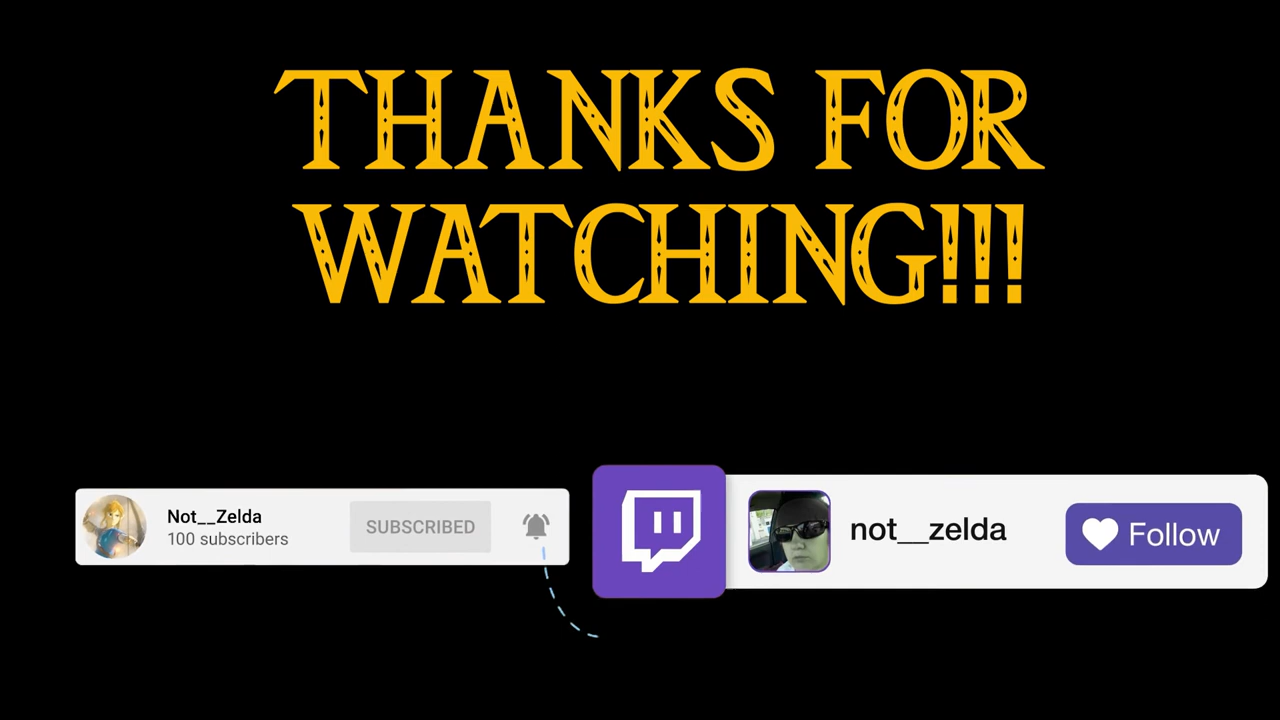 THANKS FOR
WATCHING!!!
Not__Zelda
100 subscribers
SUBSCRIBED
not__zelda
Follow